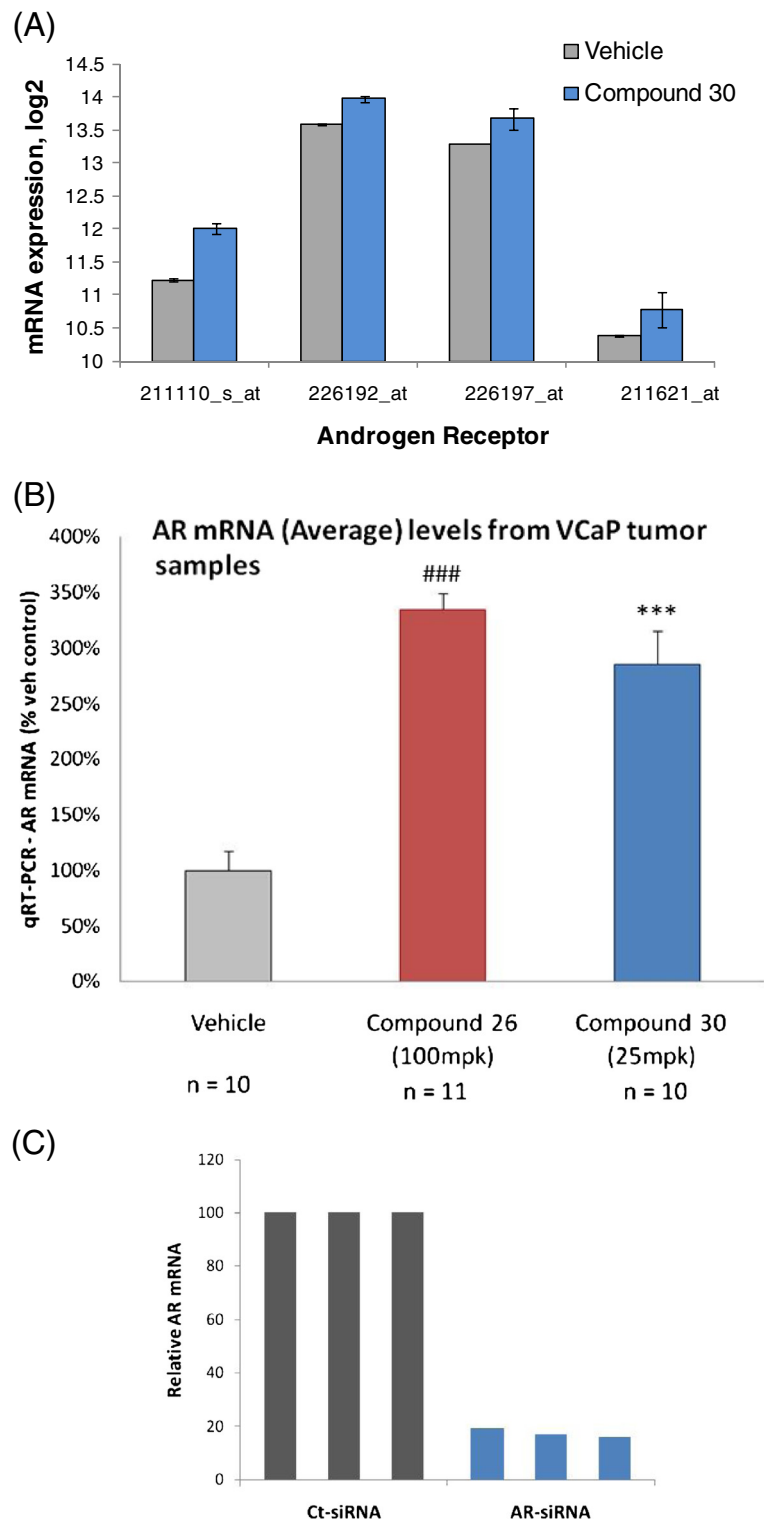 (A)
Vehicle
Compound 30
mRNA expression, log2
14.5
14
13.5
13
12
11.5
11
10.5
10
211110_s_at
226192_at
226197_at
211621_at
Androgen Receptor
(B)
AR mRNA (Average) levels from VCaP tumor
samples
qRT-PCR - AR mRNA (% veh control)
400%
350%
300%
250%
200%
150%
100%
50%
0%
###
***
Vehicle
Compound 26
(100mpk)
Compound 30
(25mpk)
n = 10
n = 11
n = 10
(C)
Relative AR mRNA
120
100
80
60
40
20
0
Ct-siRNA
AR-siRNA